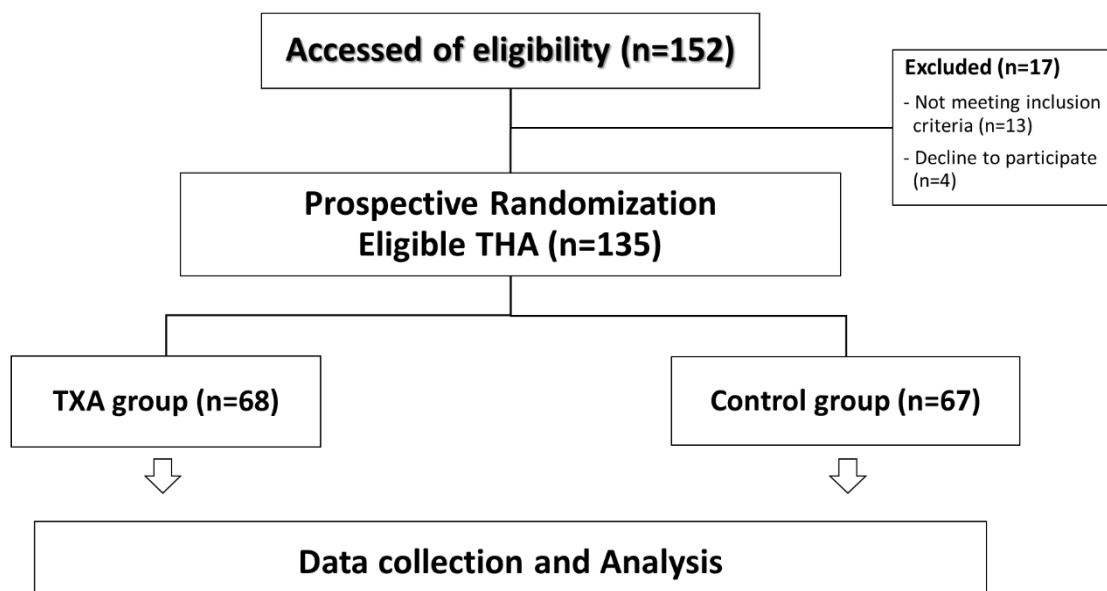 Accessed of eligibility (n=152)
Excluded (n=17)
- Not meeting inclusion
criteria (n=13)
- Decline to participate
(n=4)
Prospective Randomization
Eligible THA (n=135)
TXA group (n=68)
Control group (n=67)
Data collection and Analysis